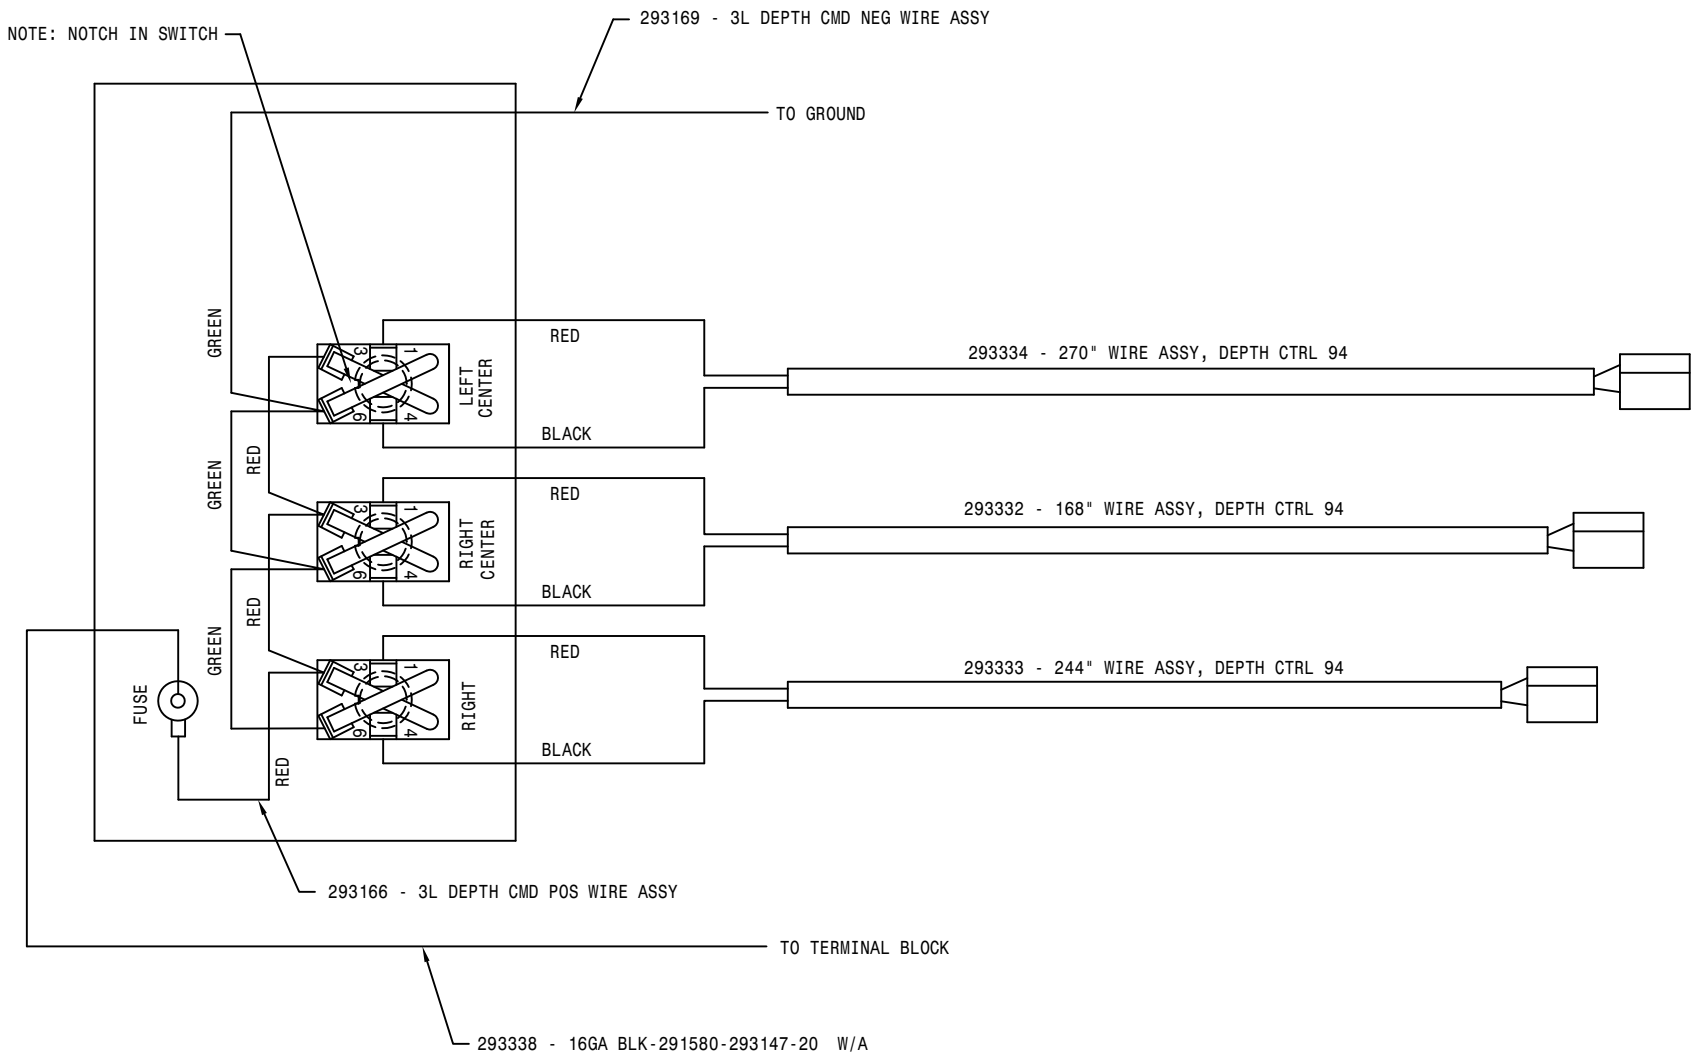 293169 - 3L DEPTH CMD NEG WIRE ASSY
NOTE: NOTCH IN SWITCH
TO GROUND
GREEN
3
1
6
4
LEFT
CENTER
RED
BLACK
293334 - 270" WIRE ASSY, DEPTH CTRL 94
RED
GREEN
3
1
6
4
RIGHT
CENTER
RED
BLACK
293332 - 168" WIRE ASSY, DEPTH CTRL 94
RED
GREEN
3
1
6
4
RIGHT
RED
BLACK
293333 - 244" WIRE ASSY, DEPTH CTRL 94
FUSE
RED
293166 - 3L DEPTH CMD POS WIRE ASSY
TO TERMINAL BLOCK
293338 - 16GA BLK-291580-293147-20 W/A